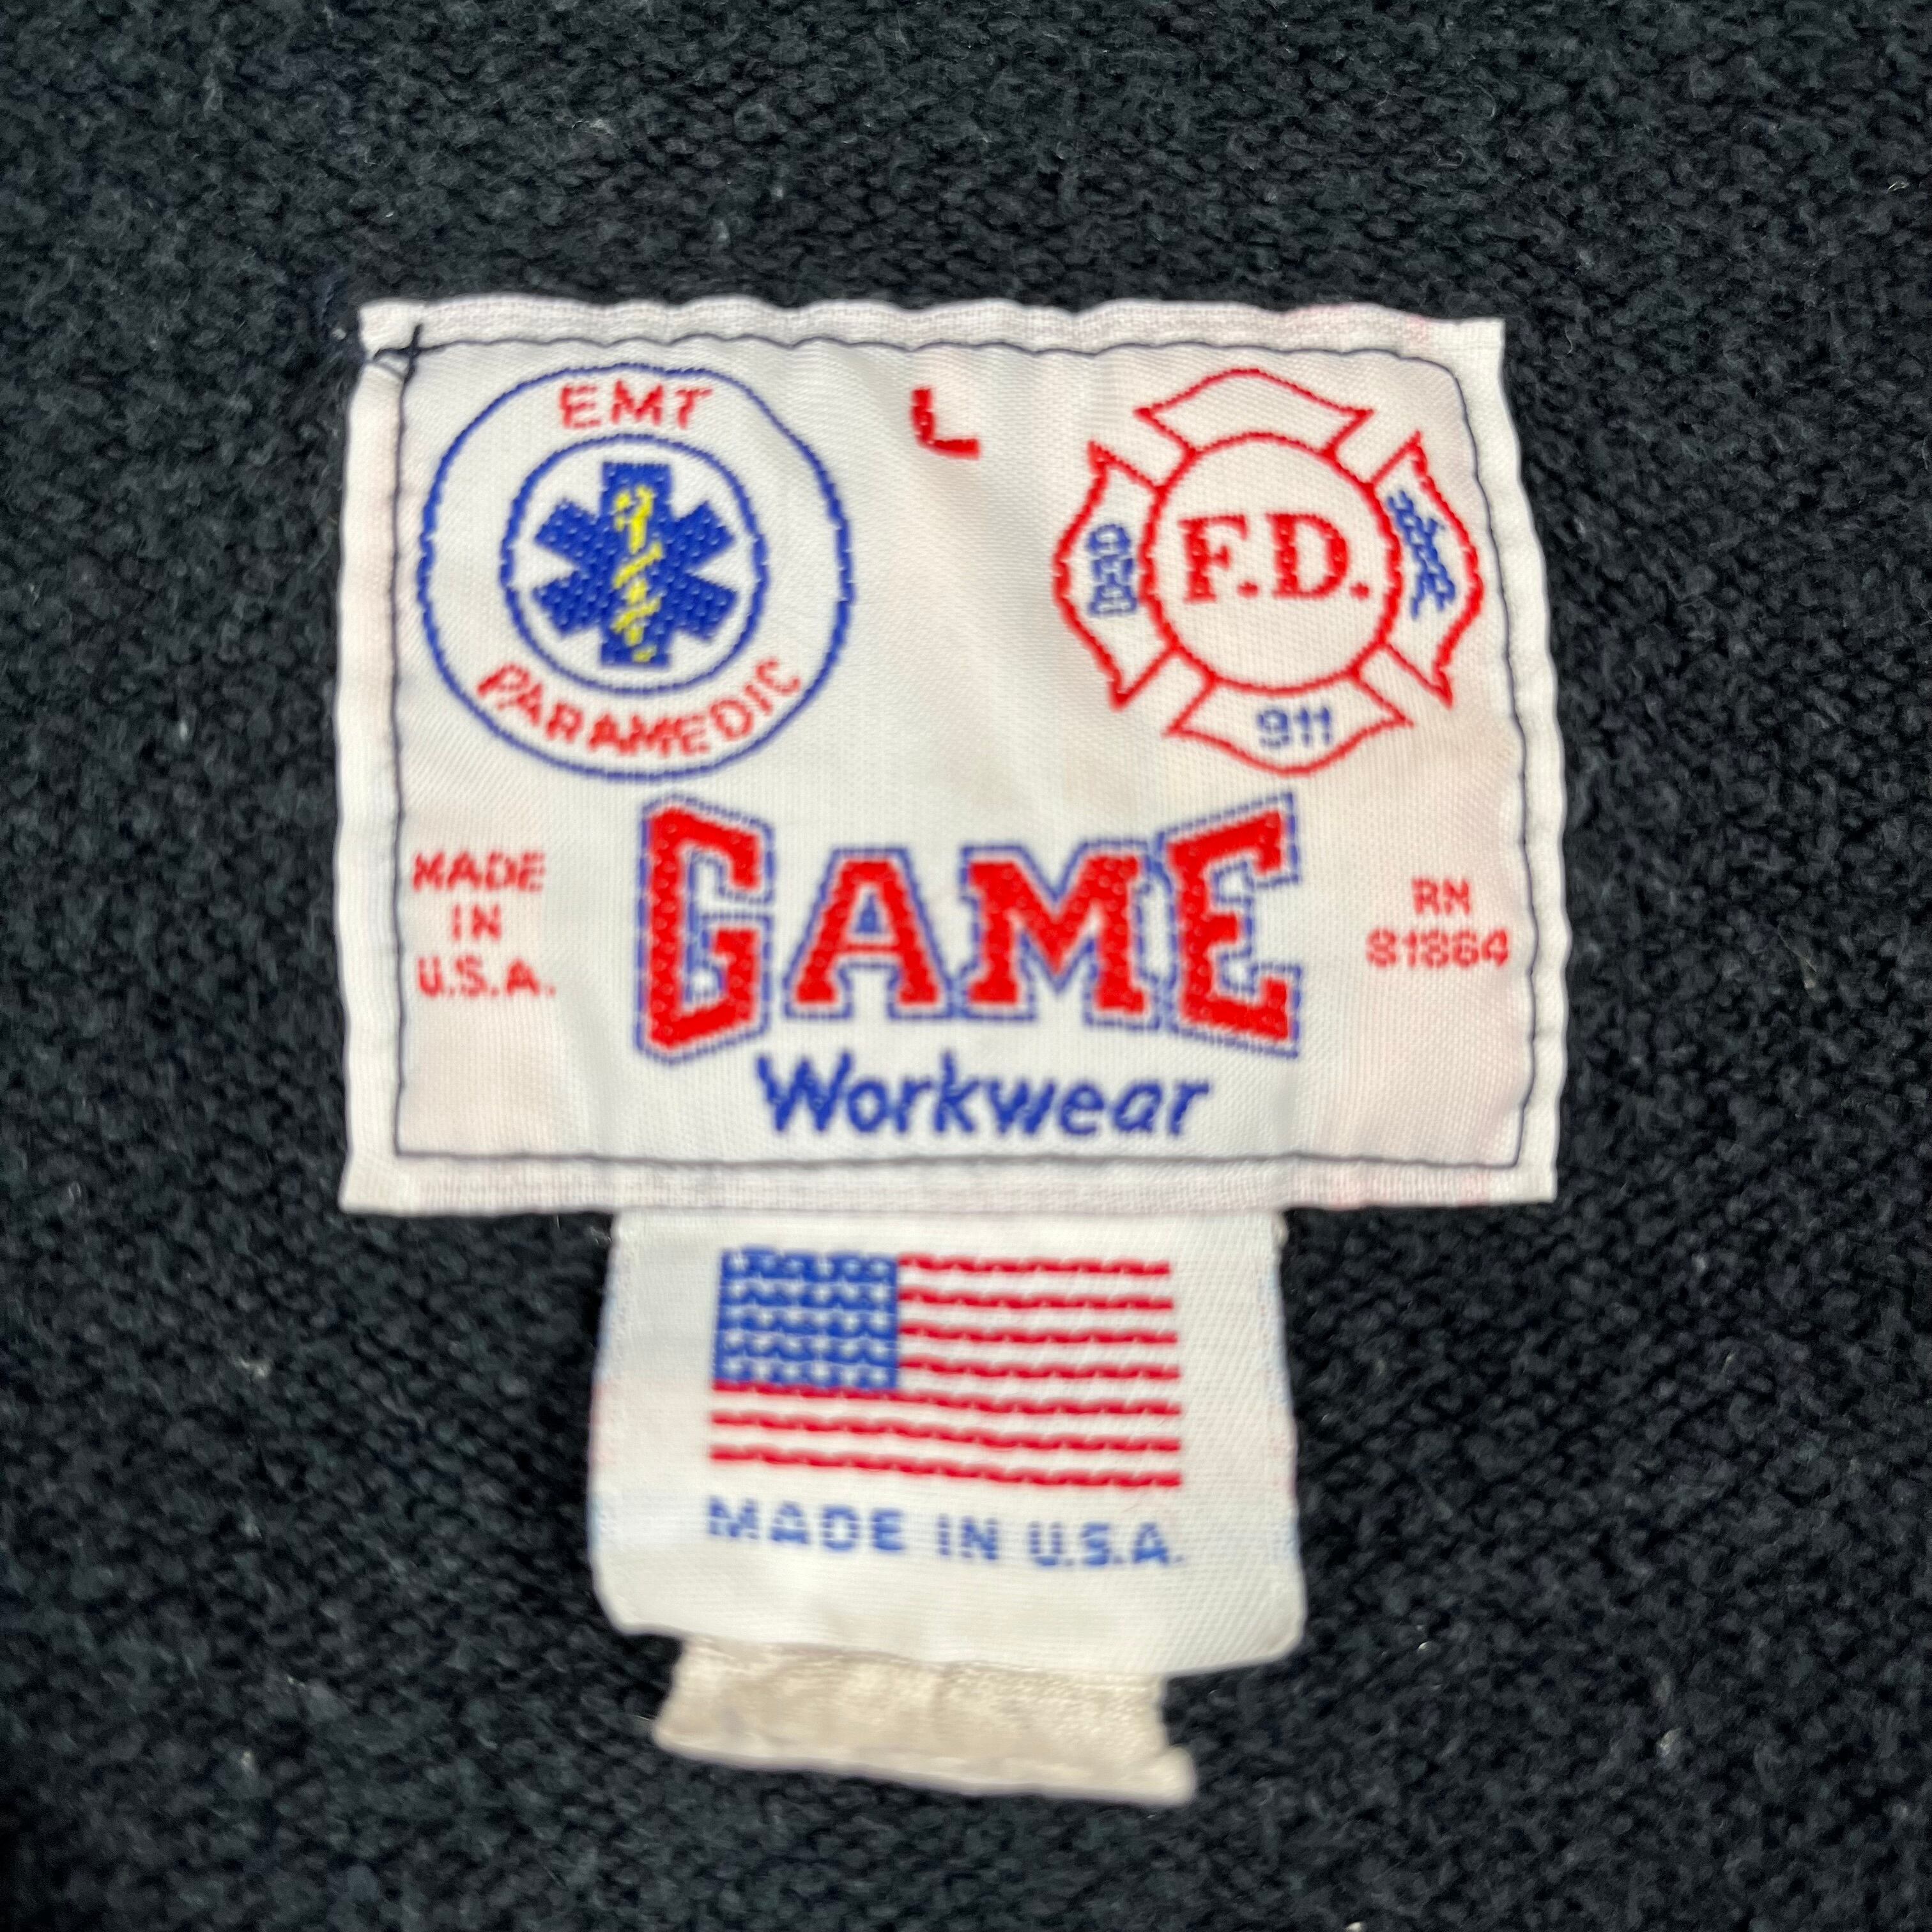 EMT
PARAMEDIC
L
F.D.
911
MADE
IN
U.S.A.
GAME
Workwear
RN
81864
MADE IN U.S.A.